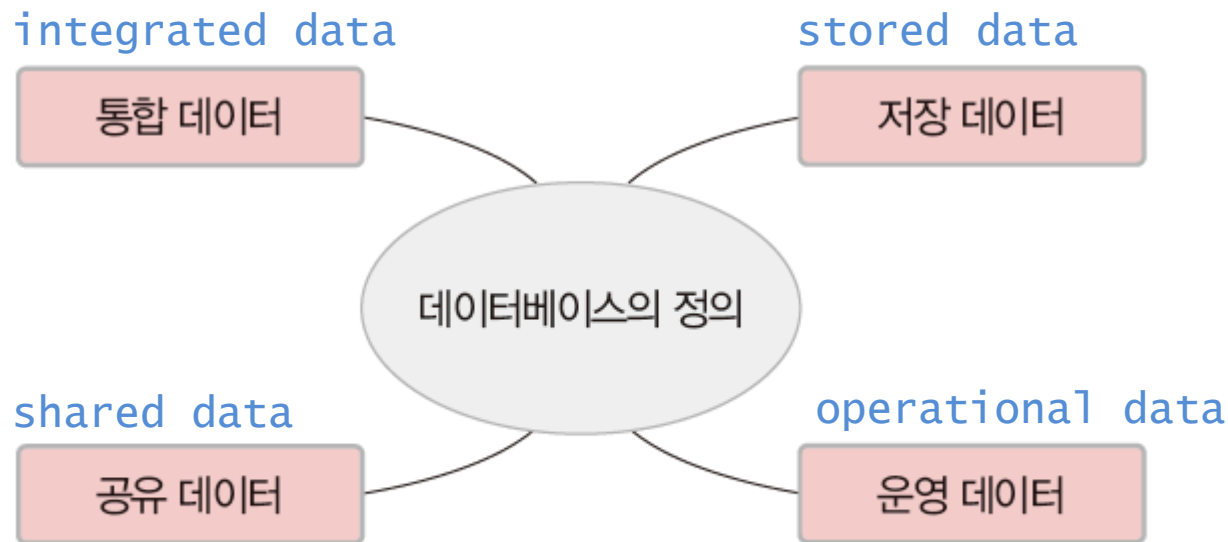 integrated data
통합 데이터
stored data
저장 데이터
데이터베이스의 정의
shared data
공유 데이터
operational data
운영 데이터